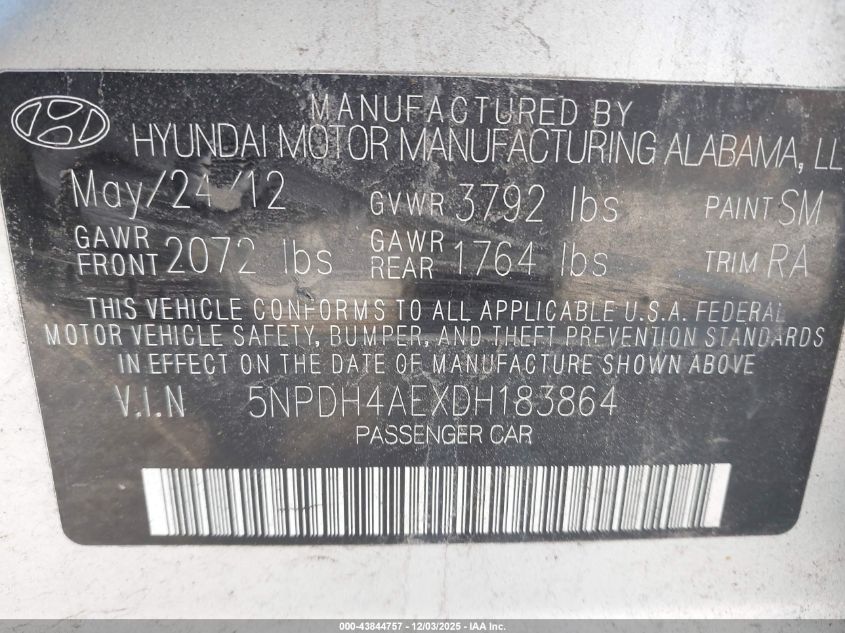 MANUFACTURED BY
HYUNDAI MOTOR MANUFACTURING ALABAMA, LL
May/24/12 GVWR 3792 lbs PAINT SM
GAWR FRONT 2072 lbs GAWR REAR 1764 lbs TRIM RA
THIS VEHICLE CONFORMS TO ALL APPLICABLE U.S.A. FEDERAL
MOTOR VEHICLE SAFETY, BUMPER, AND THEFT PREVENTION STANDARDS
IN EFFECT ON THE DATE OF MANUFACTURE SHOWN ABOVE
V.I.N 5NPDH4AEXDH183864
PASSENGER CAR
000-43844757 - 12/03/2025 - IAA Inc.